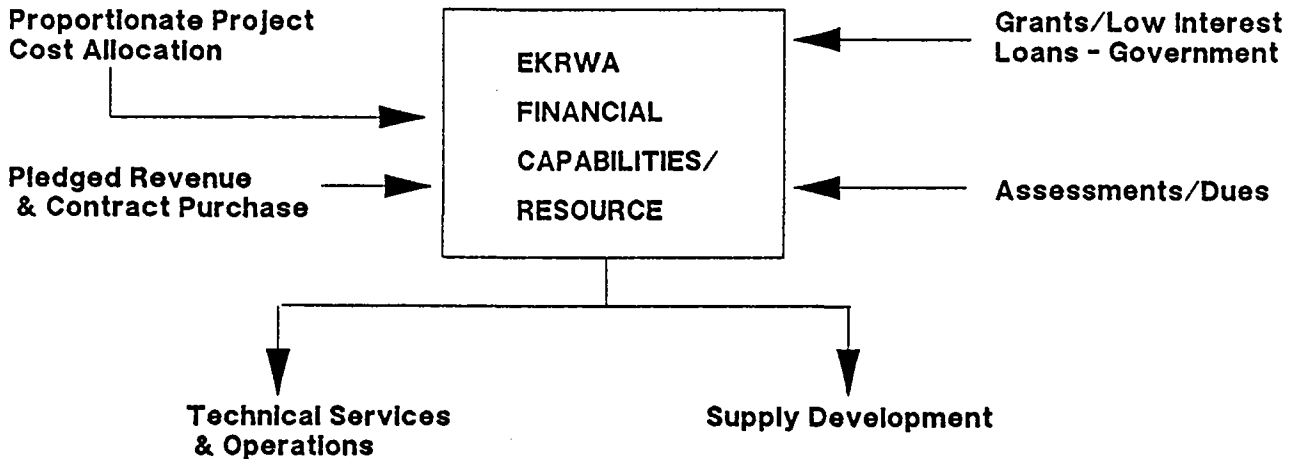 Proportionate Project
Cost Allocation
Pledged Revenue
& Contract Purchase
EKRWA
FINANCIAL
CAPABILITIES/
RESOURCE
Grants/Low Interest
Loans - Government
Assessments/Dues
Technical Services
& Operations
Supply Development